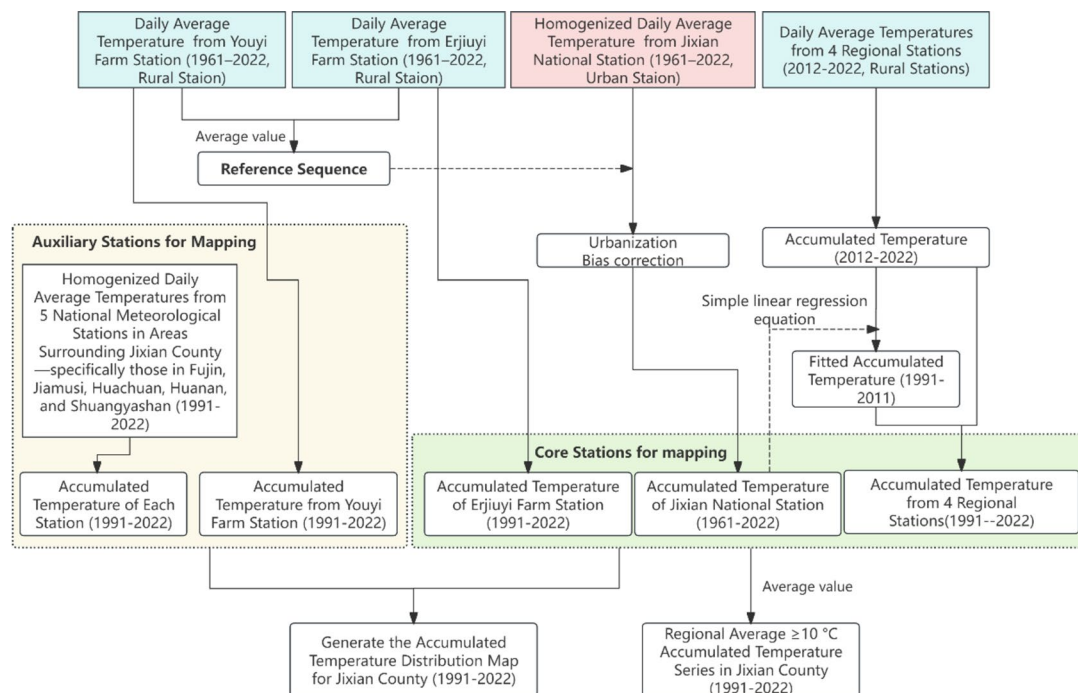 Daily Average
Temperature from Youyi
Farm Station (1961–2022,
Rural Staion)
Daily Average
Temperature from Erjiuyi
Farm Station (1961–2022,
Rural Station)
Homogenized Daily Average
Temperature from Jixian
National Station (1961–2022,
Urban Staion)
Daily Average Temperatures
from 4 Regional Stations
(2012-2022, Rural Stations)
Average value
Reference Sequence
Auxiliary Stations for Mapping
Homogenized Daily
Average Temperatures from
5 National Meteorological
Stations in Areas
Surrounding Jixian County
—specifically those in Fujin,
Jiamusi, Huachuan, Huanan,
and Shuangyashan (1991-
2022)
Urbanization
Bias correction
Accumulated Temperature
(2012-2022)
Simple linear regression
equation
Fitted Accumulated
Temperature (1991-
2011)
Core Stations for mapping
Accumulated
Temperature of Each
Station (1991-2022)
Accumulated
Temperature from Youyi
Farm Station (1991-2022)
Accumulated Temperature
of Erjiuyi Farm Station
(1991-2022)
Accumulated Temperature
of Jixian National Station
(1961-2022)
Accumulated Temperature
from 4 Regional
Stations(1991--2022)
Average value
Generate the Accumulated
Temperature Distribution Map
for Jixian County (1991-2022)
Regional Average ≥10 °C
Accumulated Temperature
Series in Jixian County
(1991-2022)